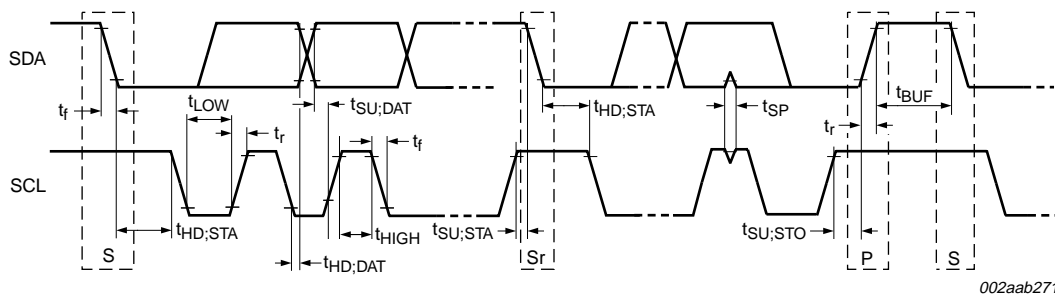 SDA
t_f
t_LOW
t_r
t_SU;DAT
t_f
t_HD;STA
t_SP
t_r
t_BUF
SCL
t_HD;STA
t_HD;DAT
t_HIGH
t_SU;STA
t_SU;STO
S
Sr
P
S
002aab271